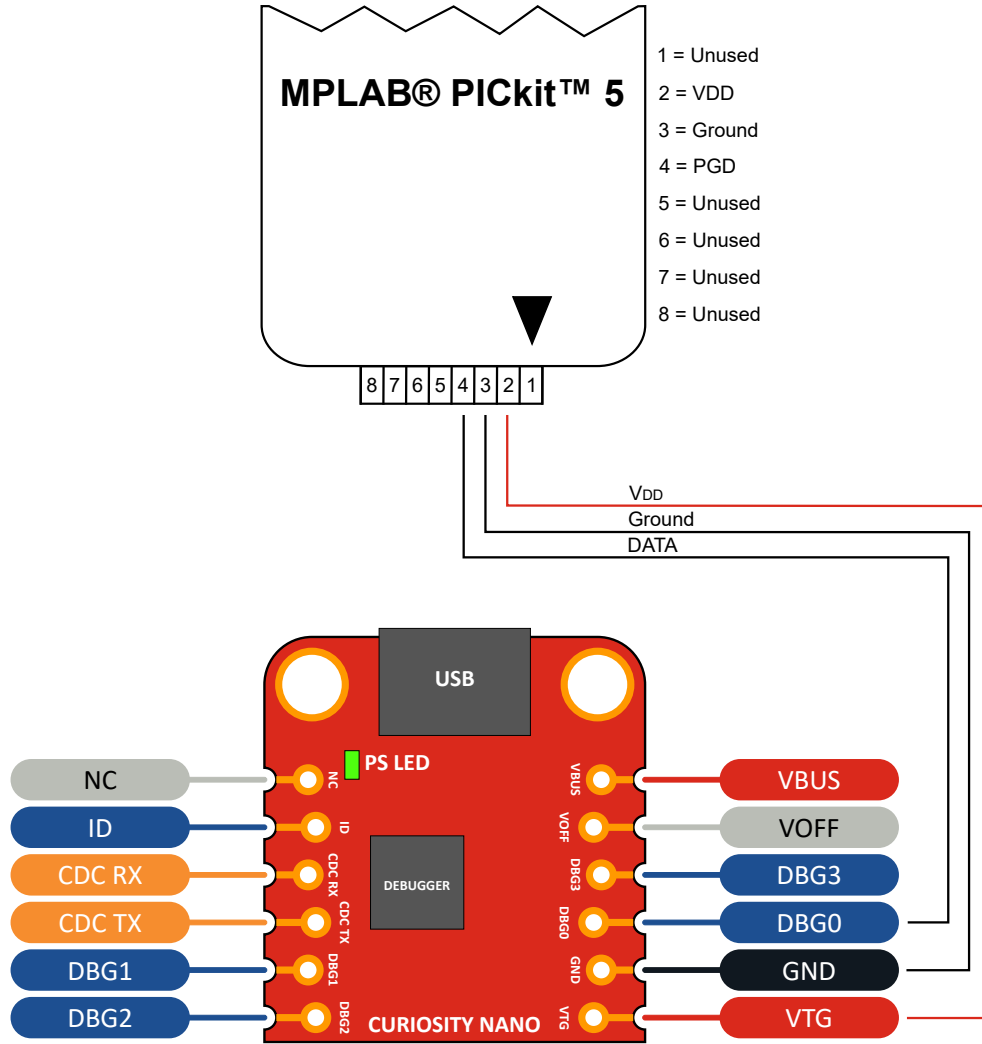 MPLAB® PICkit™ 5
1 = Unused
2 = VDD
3 = Ground
4 = PGD
5 = Unused
6 = Unused
7 = Unused
8 = Unused
8 7 6 5 4 3 2 1
VDD
Ground
DATA
USB
PS LED
NC
NC
VBUS
VBUS
ID
ID
VOFF
VOFF
CDC RX
CDC RX
DEBUGGER
DBG3
DBG3
CDC TX
CDC TX
DBG0
DBG0
DBG1
DBG1
GND
GND
DBG2
DBG2
CURIOSITY NANO
VTG
VTG